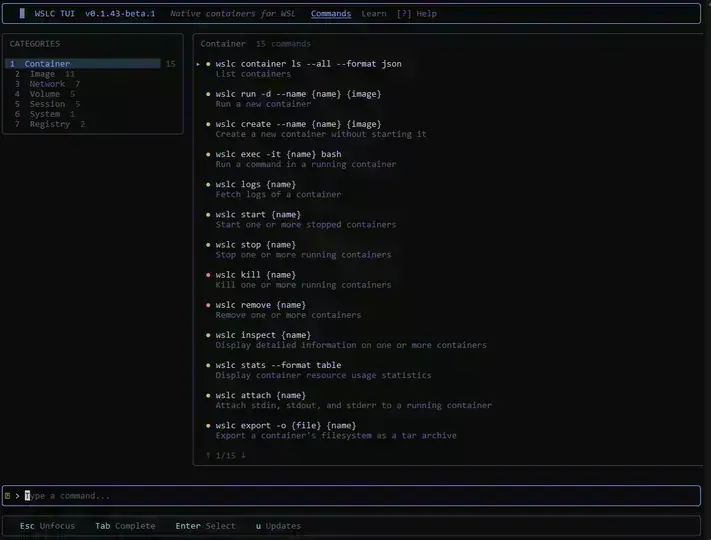 WSLC TUI v0.1.43-beta.1 Native containers for WSL Commands Learn [?] Help
CATEGORIES
1 Container 15
2 Image 11
3 Network 7
4 Volume 5
5 Session 5
6 System 1
7 Registry 2
Container 15 commands
▸ ● wslc container ls --all --format json
List containers
● wslc run -d --name {name} {image}
Run a new container
● wslc create --name {name} {image}
Create a new container without starting it
● wslc exec -it {name} bash
Run a command in a running container
● wslc logs {name}
Fetch logs of a container
● wslc start {name}
Start one or more stopped containers
● wslc stop {name}
Stop one or more running containers
● wslc kill {name}
Kill one or more running containers
● wslc remove {name}
Remove one or more containers
● wslc inspect {name}
Display detailed information on one or more containers
● wslc stats --format table
Display container resource usage statistics
● wslc attach {name}
Attach stdin, stdout, and stderr to a running container
● wslc export -o {file} {name}
Export a container's filesystem as a tar archive
↑ 1/15 ↓
> Type a command...
Esc Unfocus Tab Complete Enter Select u Updates